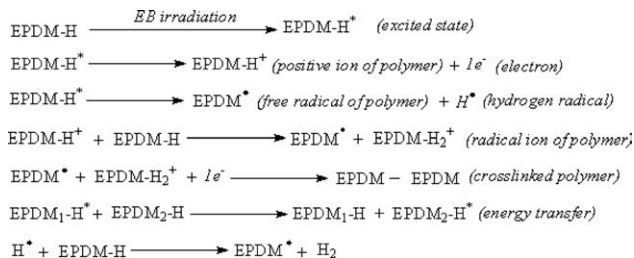 EPDM-H EB irradiation EPDM-H* (excited state)
EPDM-H* ⟶ EPDM-H⁺ (positive ion of polymer) + 1e⁻ (electron)
EPDM-H* ⟶ EPDM• (free radical of polymer) + H• (hydrogen radical)
EPDM-H⁺ + EPDM-H ⟶ EPDM• + EPDM-H₂⁺ (radical ion of polymer)
EPDM• + EPDM-H₂⁺ + 1e⁻ ⟶ EPDM – EPDM (crosslinked polymer)
EPDM₁-H* + EPDM₂-H ⟶ EPDM₁-H + EPDM₂-H* (energy transfer)
H• + EPDM-H ⟶ EPDM• + H₂